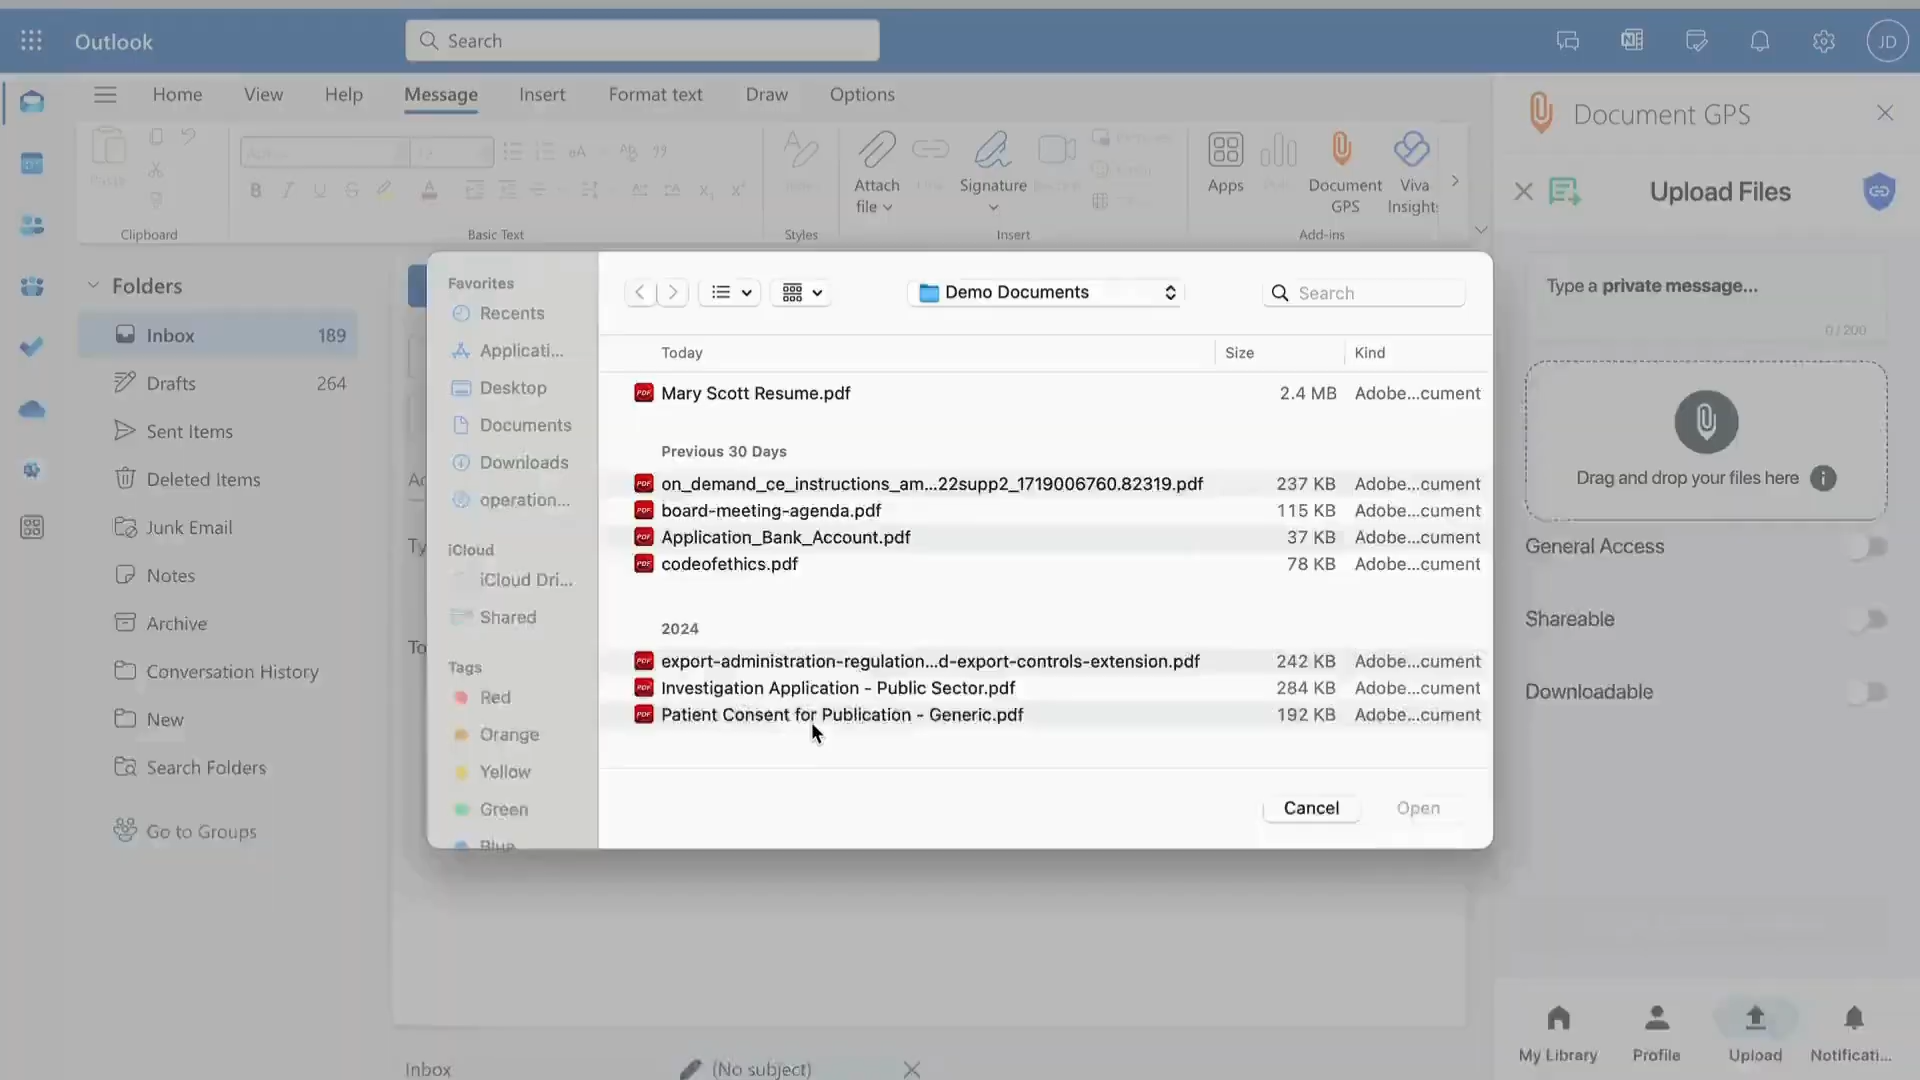 Outlook
Search
JD
Home
View
Help
Message
Insert
Format text
Draw
Options
Attach
file
Signature
Apps
Document
GPS
Viva
Insight
Clipboard
Basic Text
Styles
Insert
Add-ins
Document GPS
Upload Files
Type a private message...
0 / 200
Drag and drop your files here
General Access
Shareable
Downloadable
My Library
Profile
Upload
Notificati...
Folders
Inbox 189
Drafts 264
Sent Items
Deleted Items
Junk Email
Notes
Archive
Conversation History
New
Search Folders
Go to Groups
Favorites
Recents
Applicati...
Desktop
Documents
Downloads
operation...
iCloud
iCloud Dri...
Shared
Tags
Red
Orange
Yellow
Green
Blue
Demo Documents
Search
Today Size Kind
Mary Scott Resume.pdf 2.4 MB Adobe...cument
Previous 30 Days
on_demand_ce_instructions_am...22supp2_1719006760.82319.pdf 237 KB Adobe...cument
board-meeting-agenda.pdf 115 KB Adobe...cument
Application_Bank_Account.pdf 37 KB Adobe...cument
codeofethics.pdf 78 KB Adobe...cument
2024
export-administration-regulation...d-export-controls-extension.pdf 242 KB Adobe...cument
Investigation Application - Public Sector.pdf 284 KB Adobe...cument
Patient Consent for Publication - Generic.pdf 192 KB Adobe...cument
Cancel
Open
Inbox
(No subject)